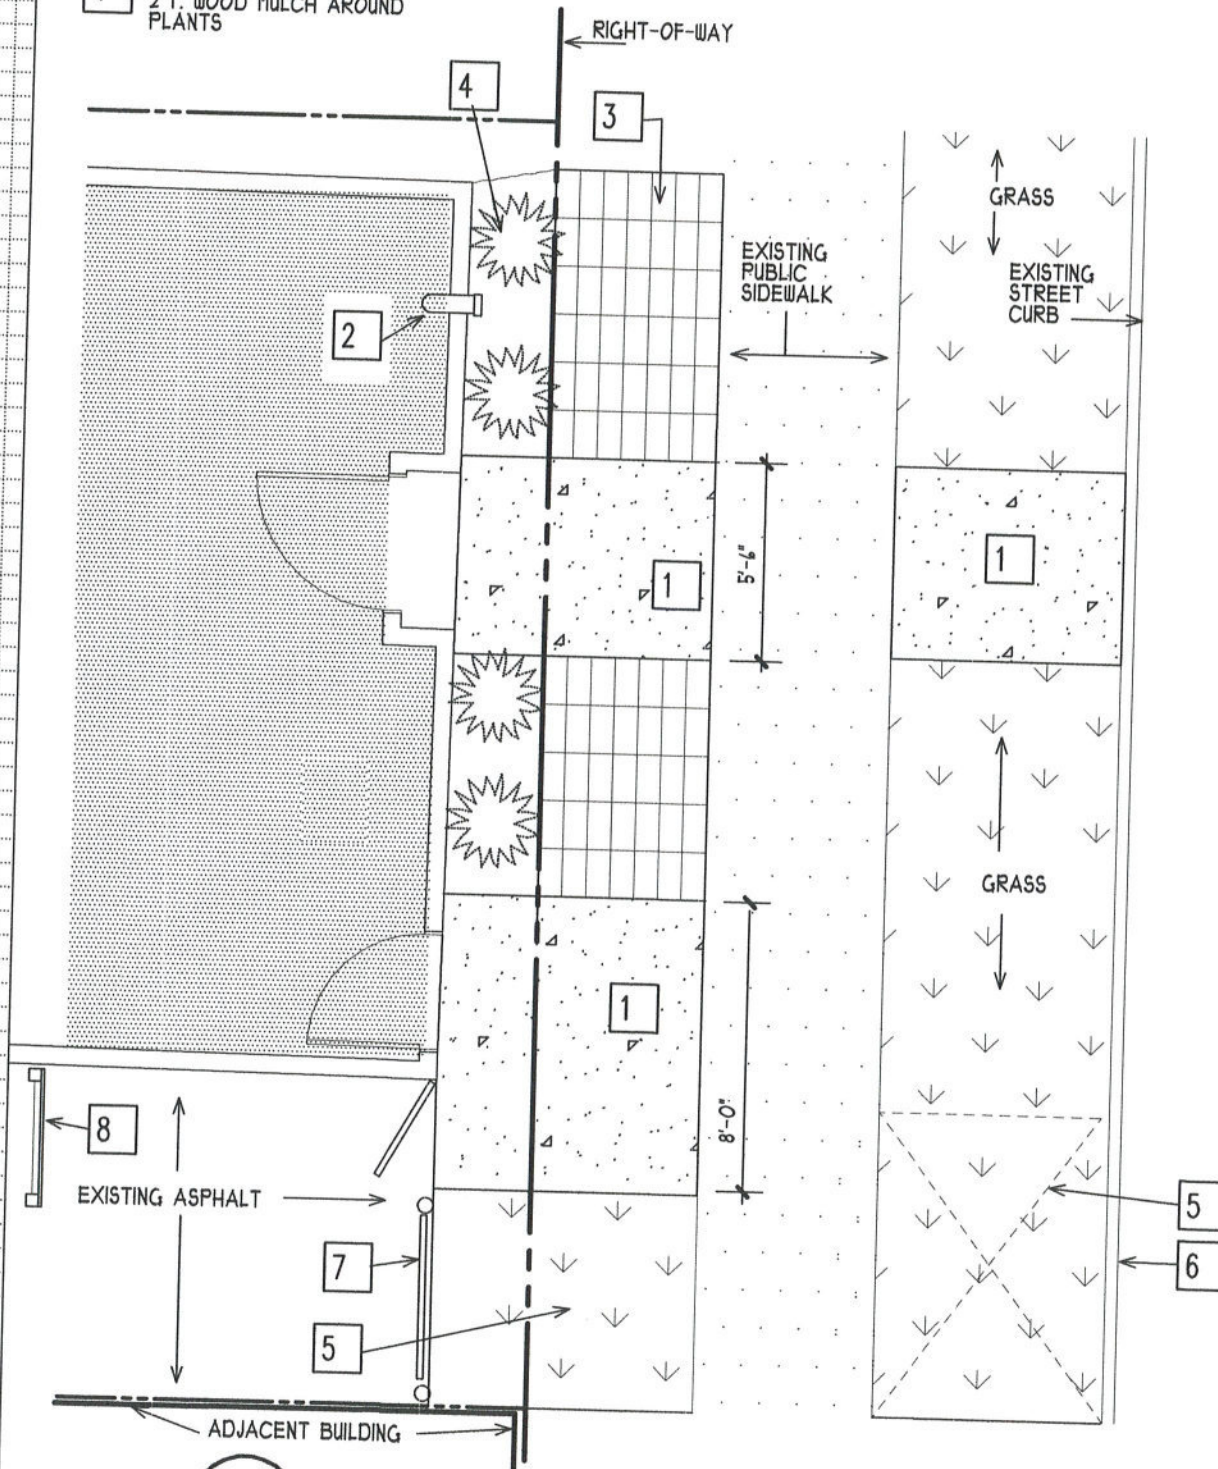 2 T. WOOD MULCH AROUND
PLANTS
RIGHT-OF-WAY
4
3
GRASS
EXISTING
PUBLIC
SIDEWALK
EXISTING
STREET
CURB
2
5'-6"
1
1
GRASS
1
8'-0"
8
EXISTING ASPHALT
5
7
6
5
ADJACENT BUILDING